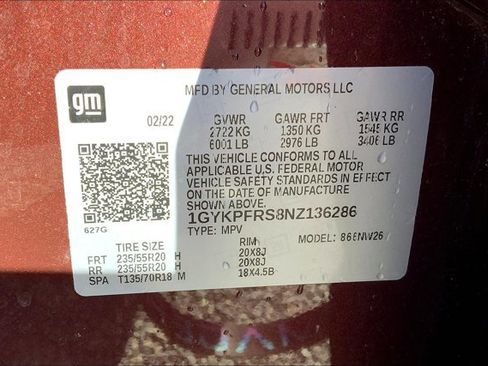 gm
MFD BY GENERAL MOTORS LLC
02/22 GVWR GAWR FRT GAWR RR
2722 KG 1350 KG 1545 KG
6001 LB 2976 LB 3406 LB
THIS VEHICLE CONFORMS TO ALL
APPLICABLE U.S. FEDERAL MOTOR
VEHICLE SAFETY STANDARDS IN EFFECT
ON THE DATE OF MANUFACTURE
SHOWN ABOVE.
1GYKPFRS8NZ136286
627G TYPE: MPV MODEL: 6NW26
TIRE SIZE RIM
FRT 235/55R20 H 20X8J
RR 235/55R20 H 20X8J
SPA T135/70R18 M 18X4.5B